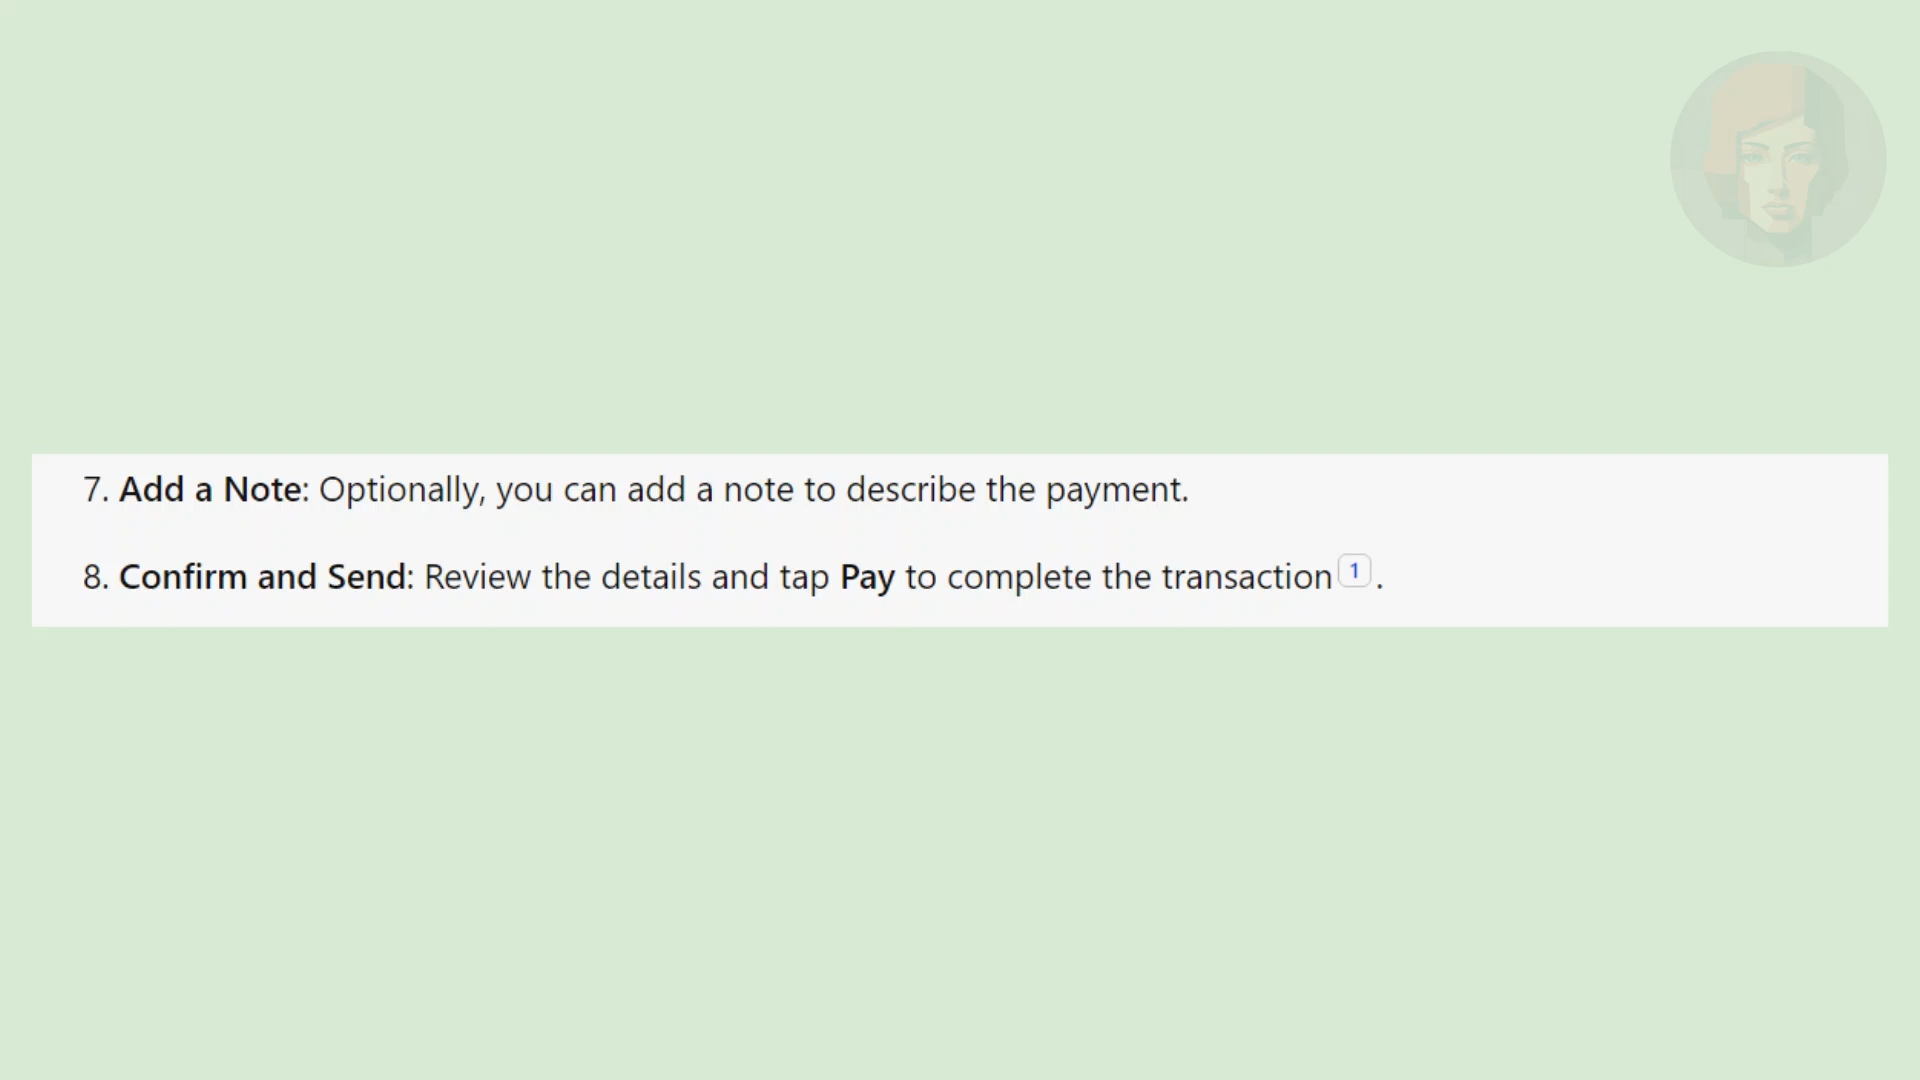 7. Add a Note: Optionally, you can add a note to describe the payment.
8. Confirm and Send: Review the details and tap Pay to complete the transaction 1 .